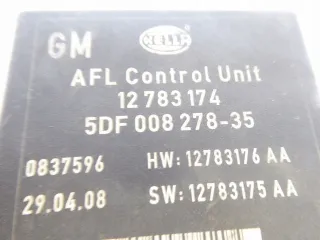 GM HELLA
AFL Control Unit
12 783 174
5DF 008 278-35
0837596 HW: 12783176 AA
29.04.08 SW: 12783175 AA